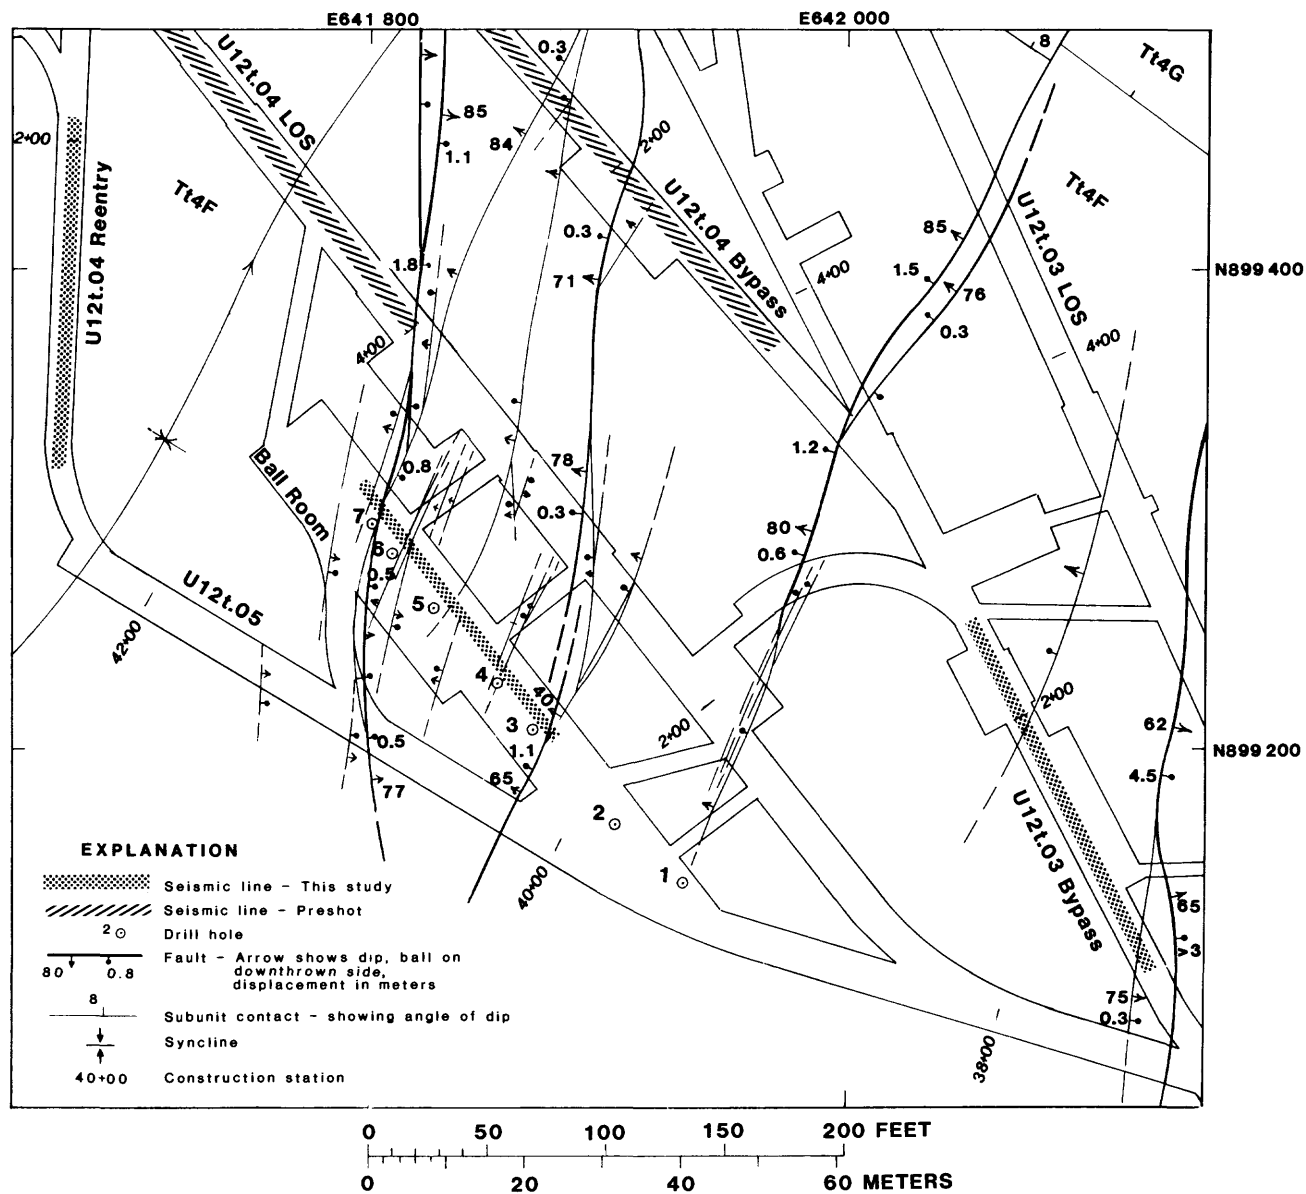 E641 800
E642 000
8
Tt4G
0.3
U12t.04 LOS
85
84
1.1
2+00
2+00
U12t.04 Reentry
Tt4F
Tt4F
U12t.04 Bypass
85
U12t.03 LOS
0.3
1.8
71
4+00
1.5
76
0.3
N899 400
4+00
4+00
1.2
0.8
78
Ball Room
7
0.3
80
0.6
6
0.5
5
U12t.05
42+00
4
402
2+00
3
2+00
62
0.5
1.1
N899 200
65
4.5
77
2
U12t.03 Bypass
1
40+00
65
>3
75
0.3
38+00
EXPLANATION
Seismic line - This study
Seismic line - Preshot
2 Drill hole
80 0.8 Fault - Arrow shows dip, ball on
downthrown side,
displacement in meters
8
Subunit contact - showing angle of dip
Syncline
40+00 Construction station
0 50 100 150 200 FEET
0 20 40 60 METERS